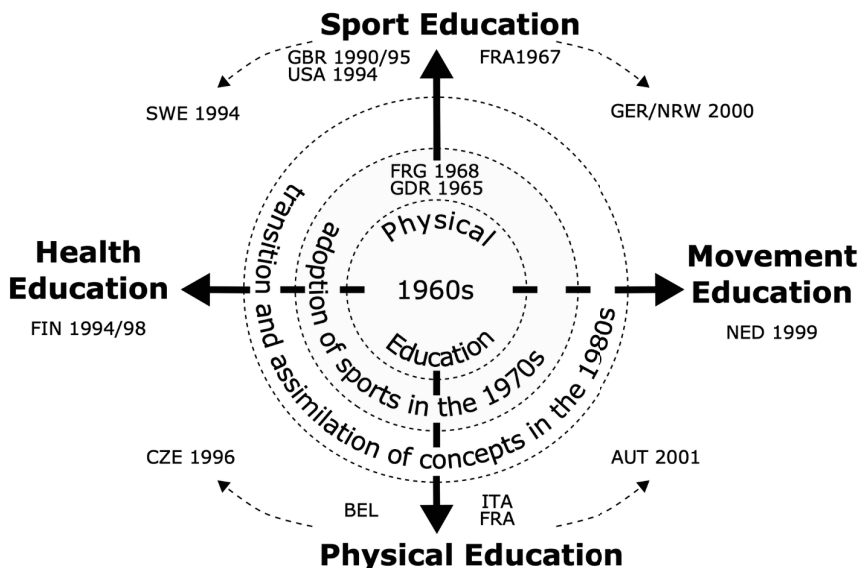 Sport Education
GBR 1990/95
USA 1994
FRA1967
SWE 1994
GER/NRW 2000
FRG 1968
GDR 1965
Physical
1960s
Education
adoption of sports in the 1970s
transition and assimilation of concepts in the 1980s
Health
Education
FIN 1994/98
Movement
Education
NED 1999
CZE 1996
AUT 2001
BEL
ITA
FRA
Physical Education